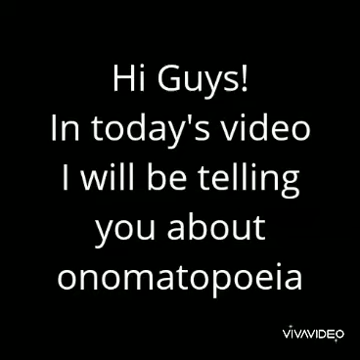 Hi Guys!
In today's video
I will be telling
you about
onomatopoeia
VIVAVIDEO